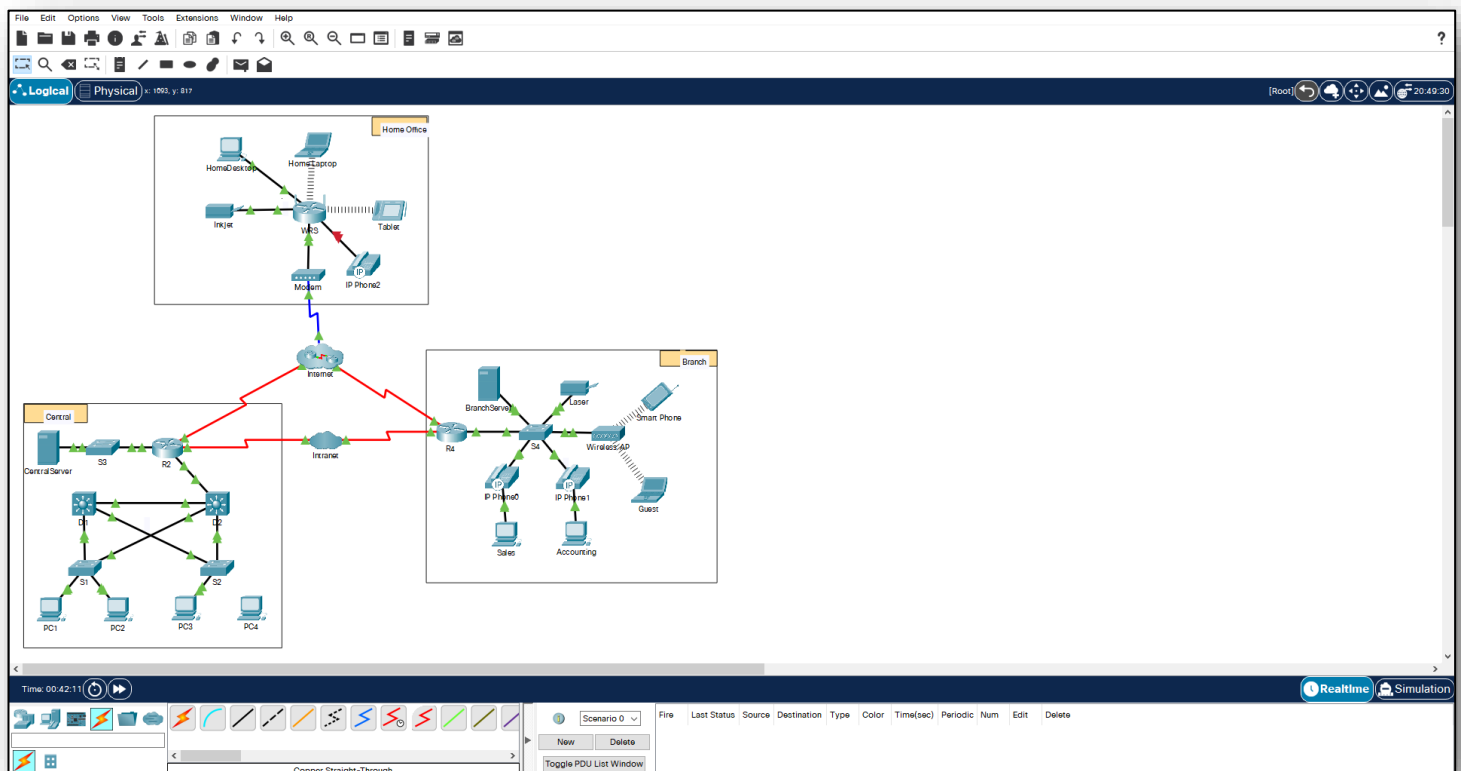 File Edit Options View Tools Extensions Window Help
?
Logical Physical x: 1093, y: 817 [Root] 20:49:30
Home Office
HomeDesktop HomeLaptop
Inkjet WRS Tablet
Modem IP IP Phone2
Internet
Branch
BranchServer Laser Smart Phone
Central
CentralServer S3 R2 Intranet R4 S4 Wireless AP
IP IP
IP Phone0 IP Phone1 Guest
D1 D2
Sales Accounting
S1 S2
PC1 PC2 PC3 PC4
Time: 00:42:11 Realtime Simulation
Scenario 0 Fire Last Status Source Destination Type Color Time(sec) Periodic Num Edit Delete
New Delete
Toggle PDU List Window
Copper Straight-Through